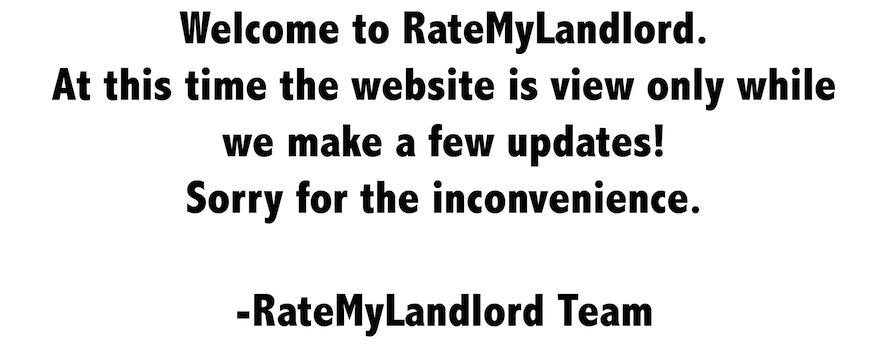 Welcome to RateMyLandlord.
At this time the website is view only while
we make a few updates!
Sorry for the inconvenience.
-RateMyLandlord Team